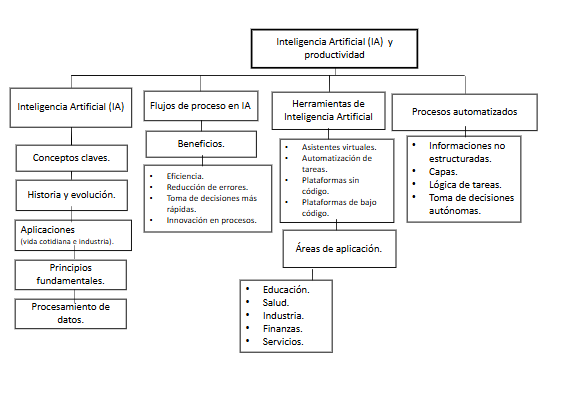 Inteligencia Artificial (IA) y
productividad
Inteligencia Artificial (IA)
Conceptos claves.
Historia y evolución.
Aplicaciones
(vida cotidiana e industria).
Principios
fundamentales.
Procesamiento de
datos.
Flujos de proceso en IA
Beneficios.
• Eficiencia.
• Reducción de errores.
• Toma de decisiones más
rápidas.
• Innovación en procesos.
Herramientas de
Inteligencia Artificial
• Asistentes virtuales.
• Automatización de
tareas.
• Plataformas sin
código.
• Plataformas de bajo
código.
Áreas de aplicación.
• Educación.
• Salud.
• Industria.
• Finanzas.
• Servicios.
Procesos automatizados
• Informaciones no
estructuradas.
• Capas.
• Lógica de tareas.
• Toma de decisiones
autónomas.